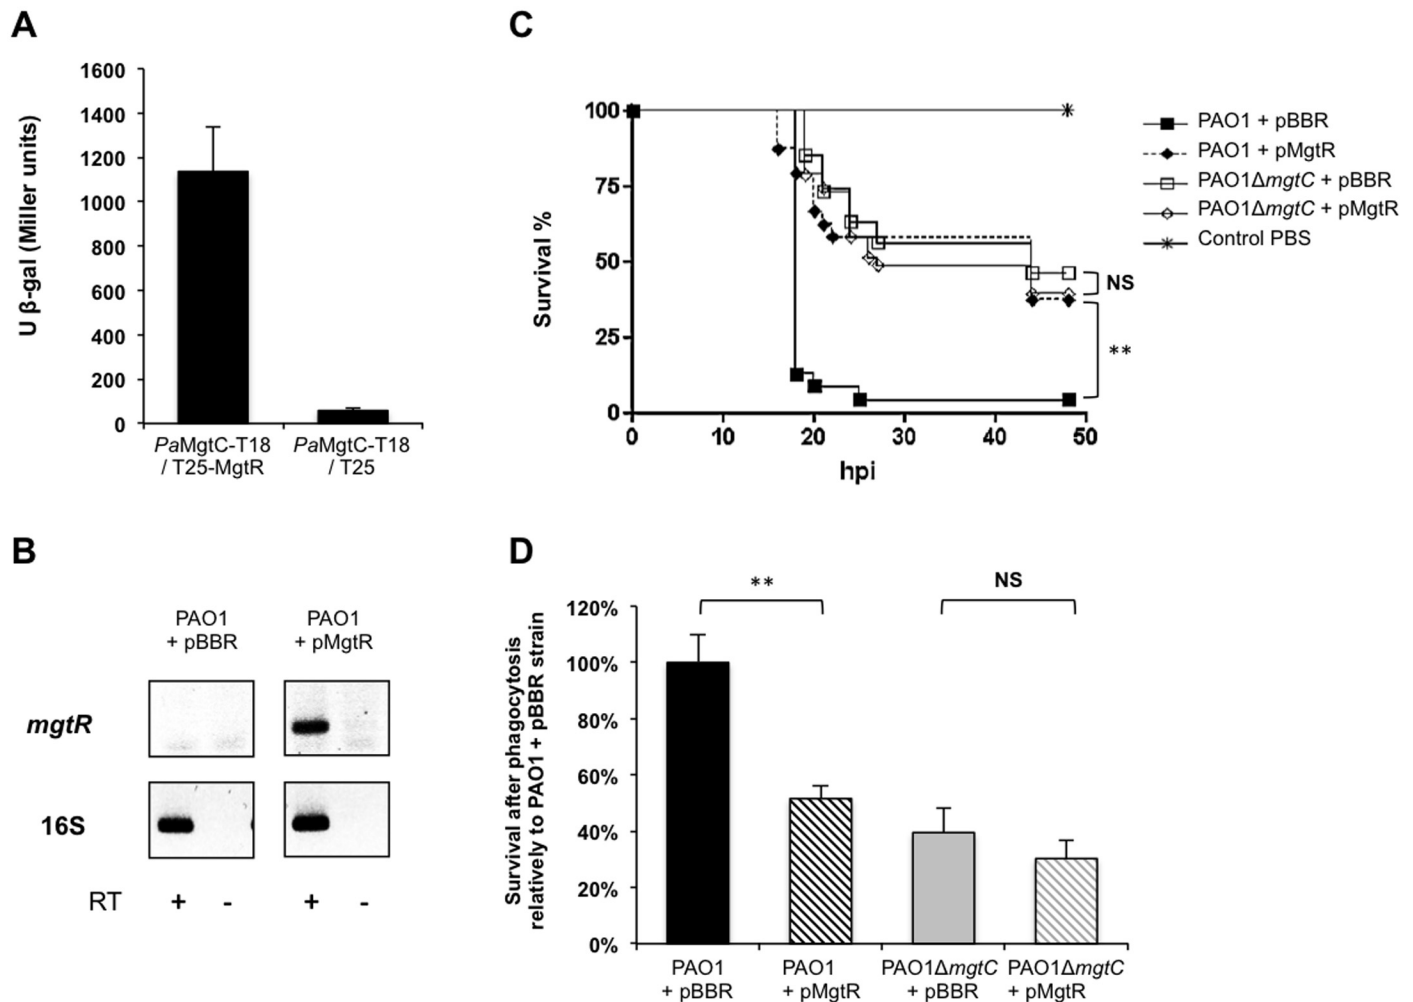 A
U β-gal (Miller units)
1600
1400
1200
1000
800
600
400
200
0
PaMgtC-T18
/ T25-MgtR
PaMgtC-T18
/ T25
B
PAO1
+ pBBR
PAO1
+ pMgtR
mgtR
16S
RT
+
-
+
-
C
Survival %
100
75
50
25
0
0
10
20
30
40
50
hpi
NS
**
PAO1 + pBBR
PAO1 + pMgtR
PAO1ΔmgtC + pBBR
PAO1ΔmgtC + pMgtR
Control PBS
D
Survival after phagocytosis
relatively to PAO1 + pBBR strain
120%
100%
80%
60%
40%
20%
0%
**
NS
PAO1
+ pBBR
PAO1
+ pMgtR
PAO1ΔmgtC
+ pBBR
PAO1ΔmgtC
+ pMgtR